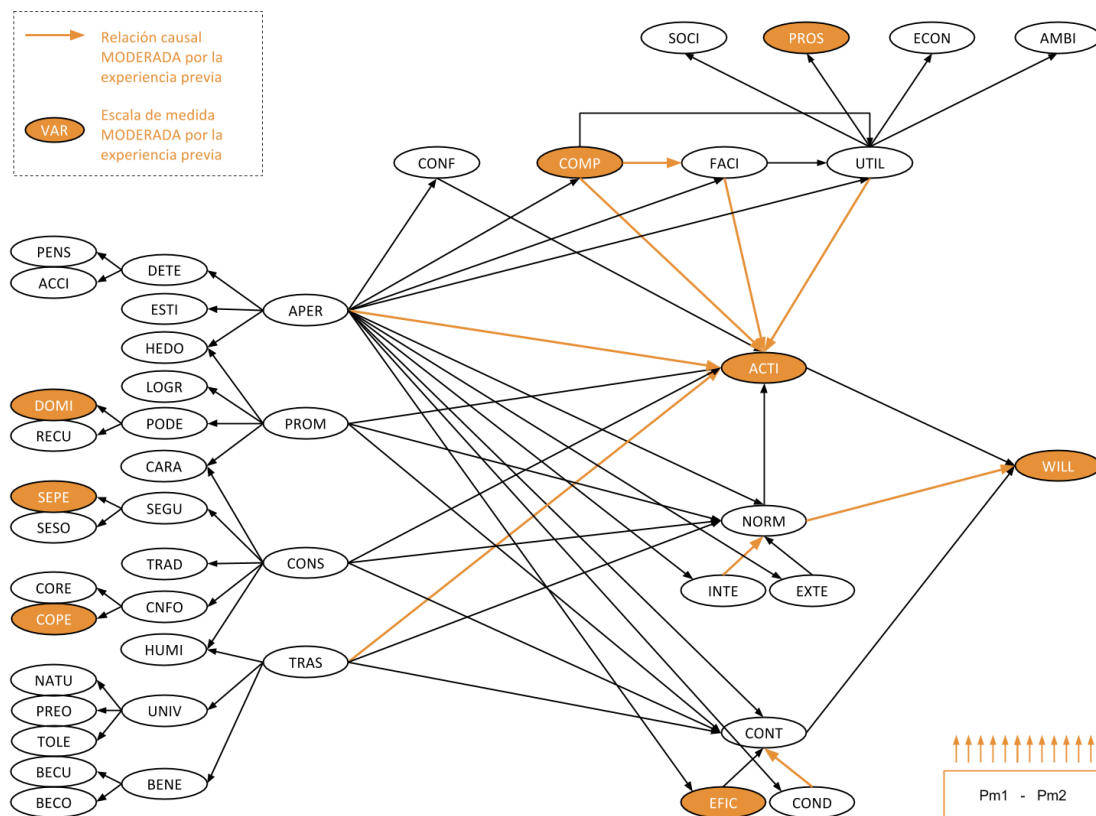 Relación causal
MODERADA por la
experiencia previa
VAR
Escala de medida
MODERADA por la
experiencia previa
SOCI
PROS
ECON
AMBI
CONF
COMP
FACI
UTIL
PENS
ACCI
DETE
ESTI
HEDO
APER
LOGR
DOMI
RECU
PODE
PROM
CARA
SEPE
SESO
SEGU
TRAD
CONS
CORE
COPE
CNFO
HUMI
TRAS
NATU
PREO
TOLE
UNIV
BECU
BECO
BENE
ACTI
WILL
NORM
INTE
EXTE
CONT
EFIC
COND
Pm1 - Pm2